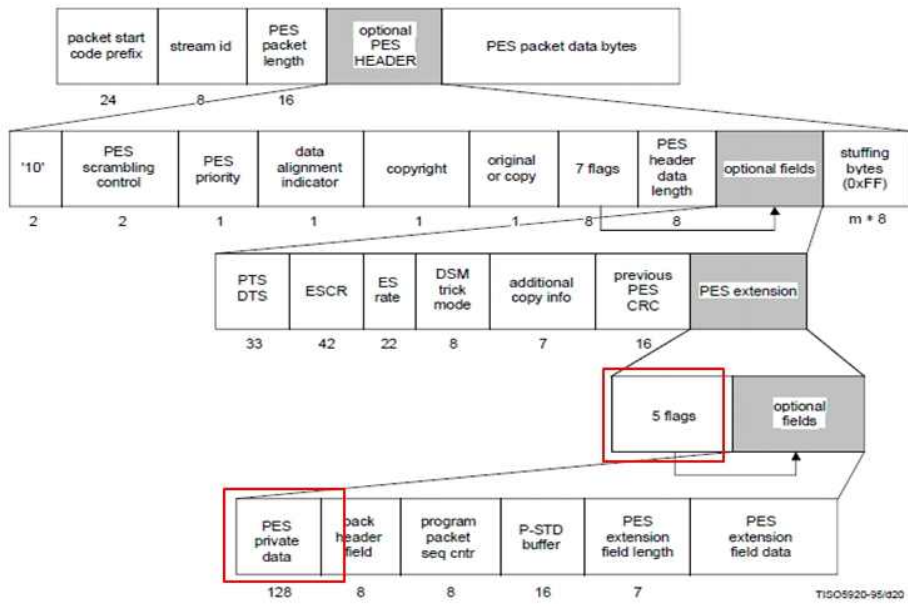 packet start
code prefix
stream id
PES
packet
length
optional
PES
HEADER
PES packet data bytes
24
8
16
'10'
PES
scrambling
control
PES
priority
data
alignment
indicator
copyright
original
or copy
7 flags
PES
header
data
length
optional fields
stuffing
bytes
(0xFF)
2
2
1
1
1
1
8
8
m * 8
PTS
DTS
ESCR
ES
rate
DSM
trick
mode
additional
copy info
previous
PES
CRC
PES extension
33
42
22
8
7
16
5 flags
optional
fields
PES
private
data
pack
header
field
program
packet
seq cntr
P-STD
buffer
PES
extension
field length
PES
extension
field data
128
8
8
16
7
TISO5920-95/d20